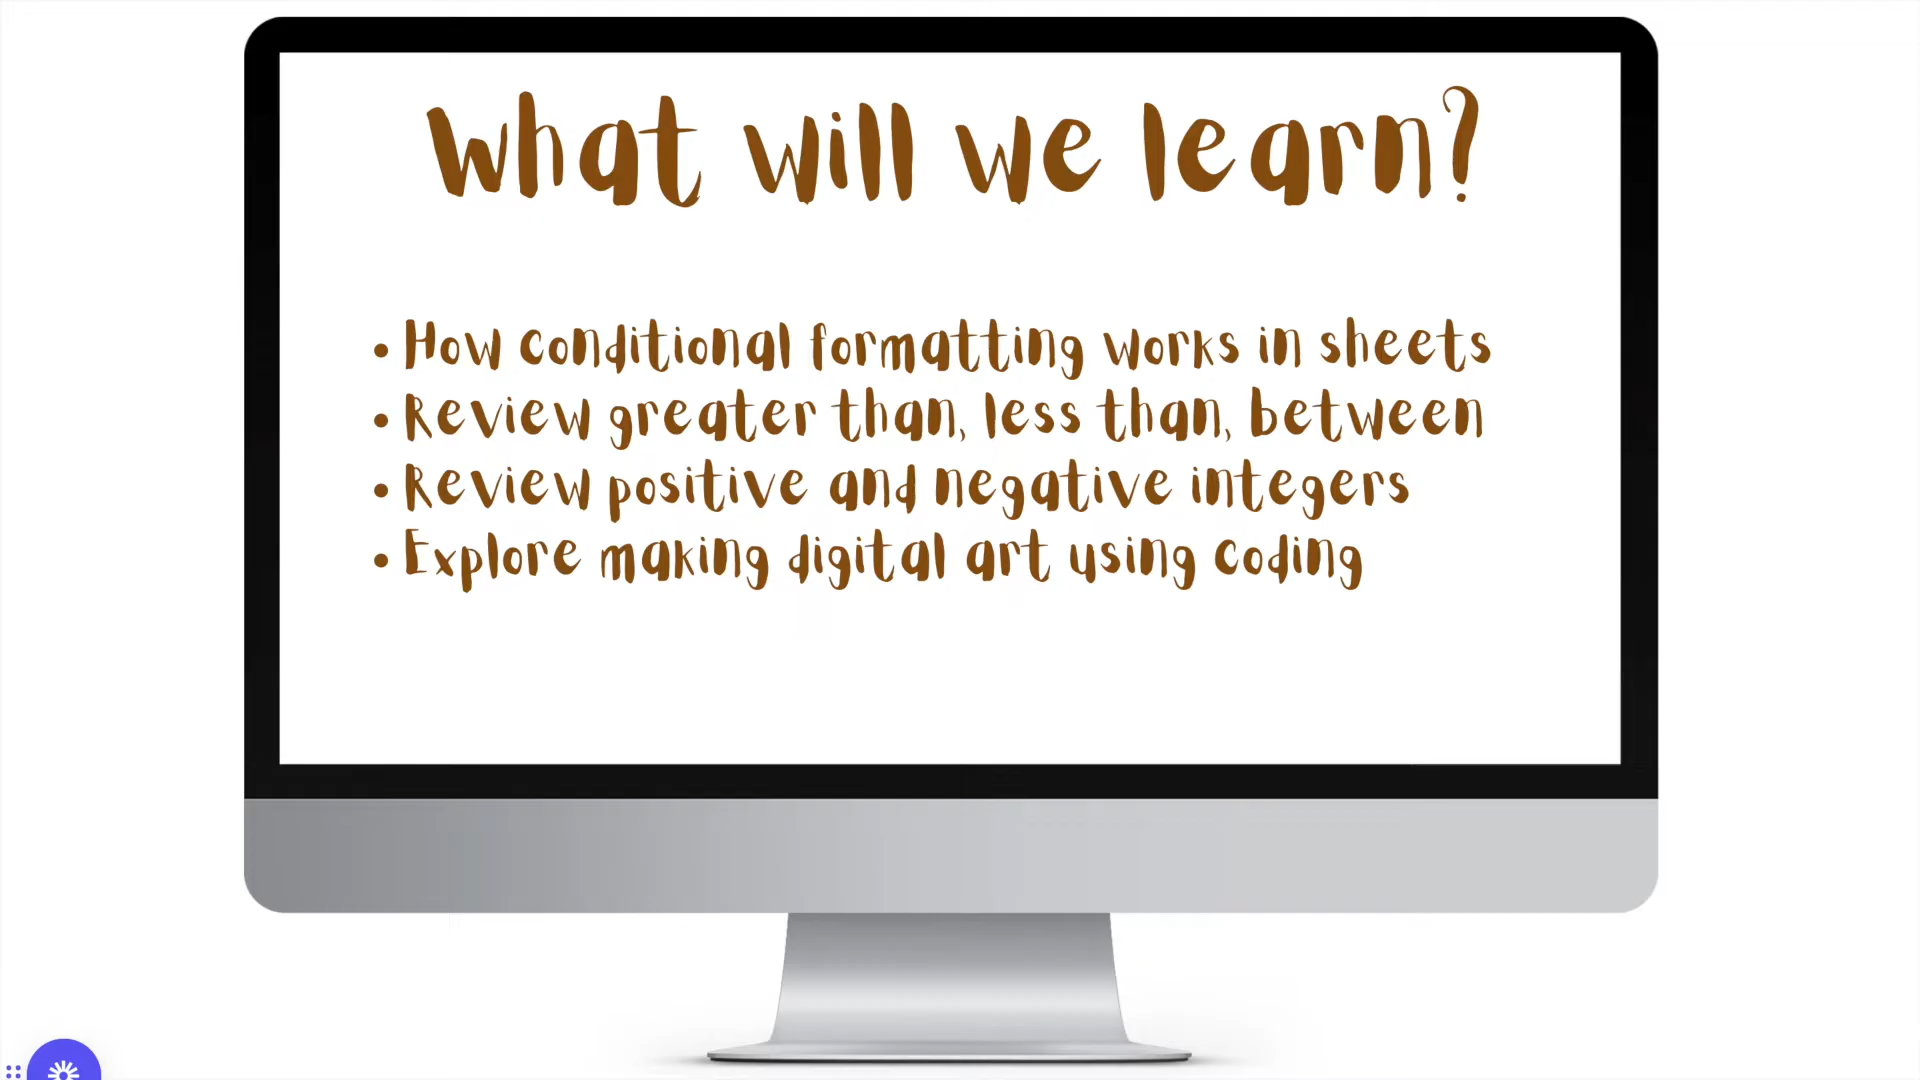 What will we learn?
• How conditional formatting works in sheets
• Review greater than, less than, between
• Review positive and negative integers
• Explore making digital art using coding